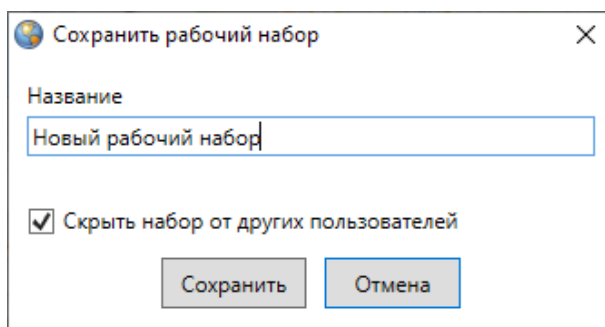 Сохранить рабочий набор
Название
Новый рабочий набор
Скрыть набор от других пользователей
Сохранить Отмена